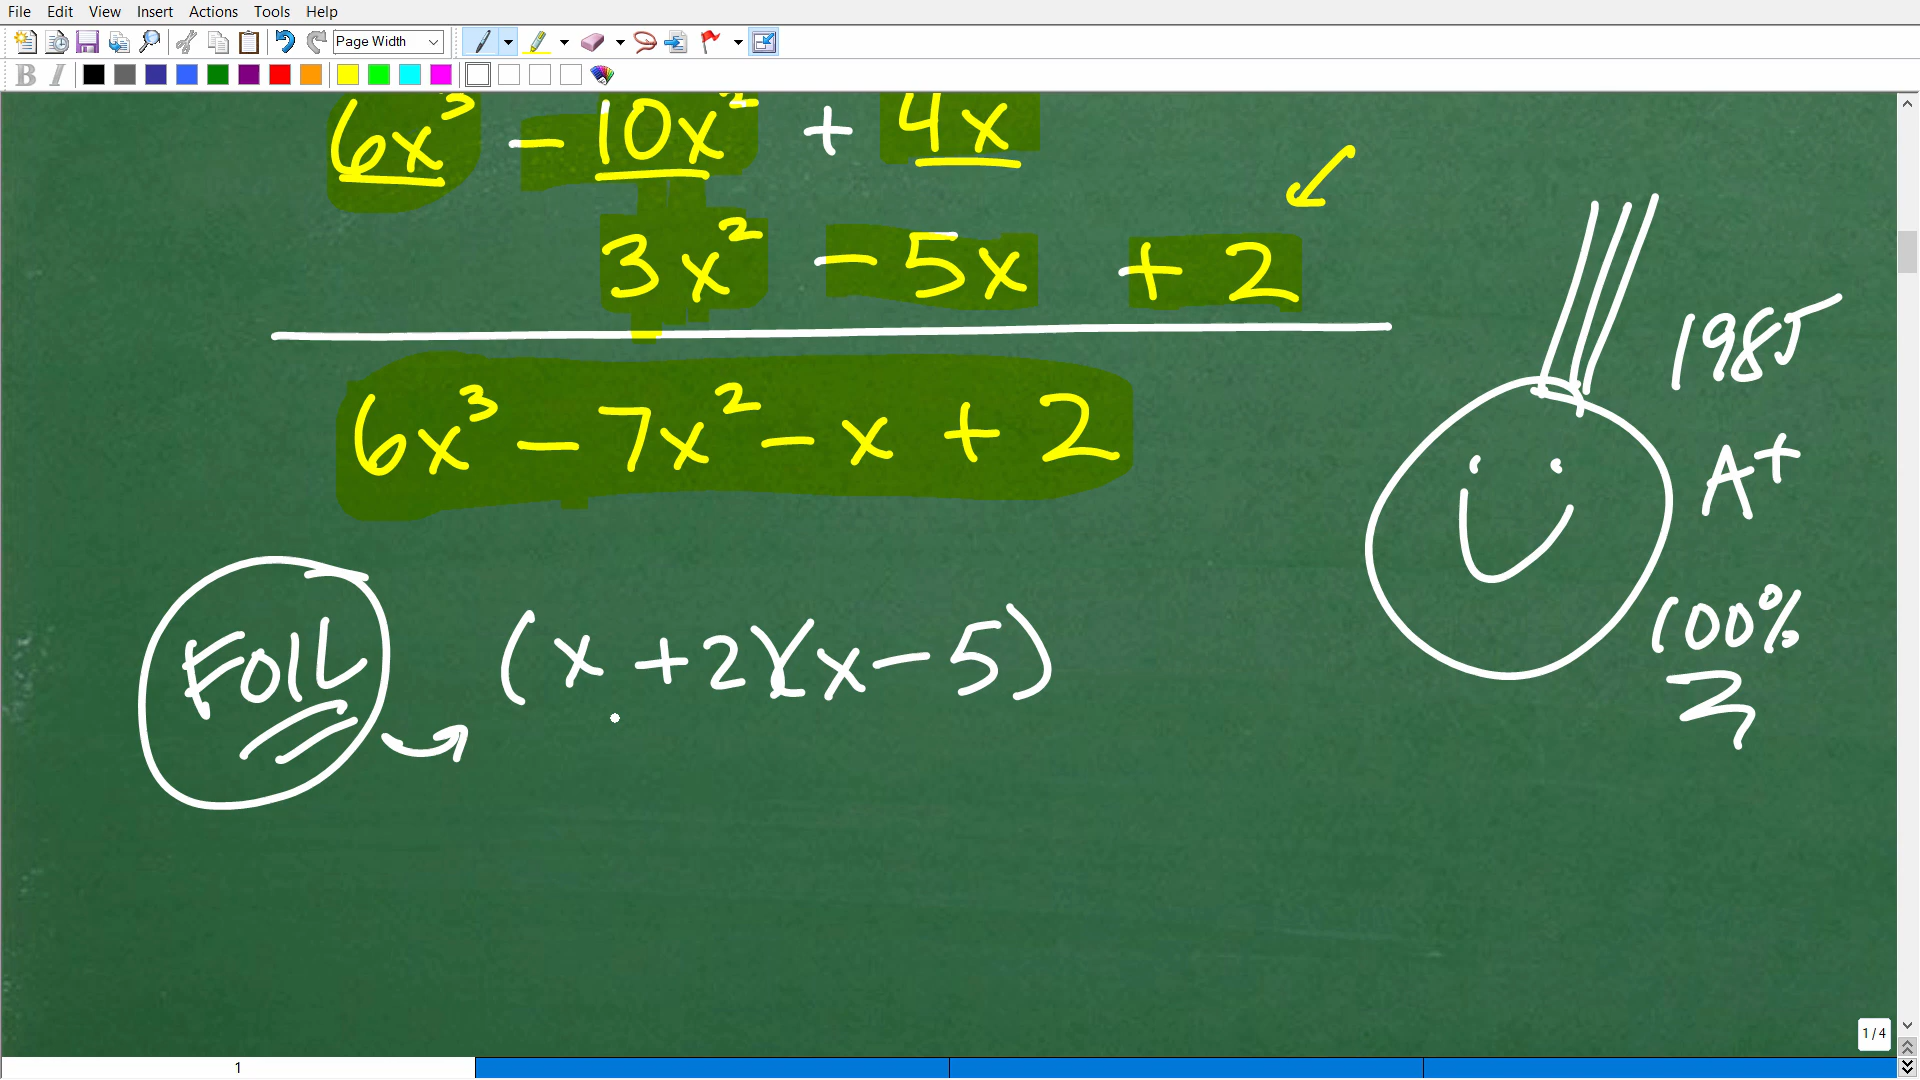 File Edit View Insert Actions Tools Help
Page Width
B I
6x³ - 10x² + 4x
3x² - 5x + 2
6x³ - 7x² - x + 2
1985
A+
100%
FOIL (x + 2)(x - 5)
1 / 4
1